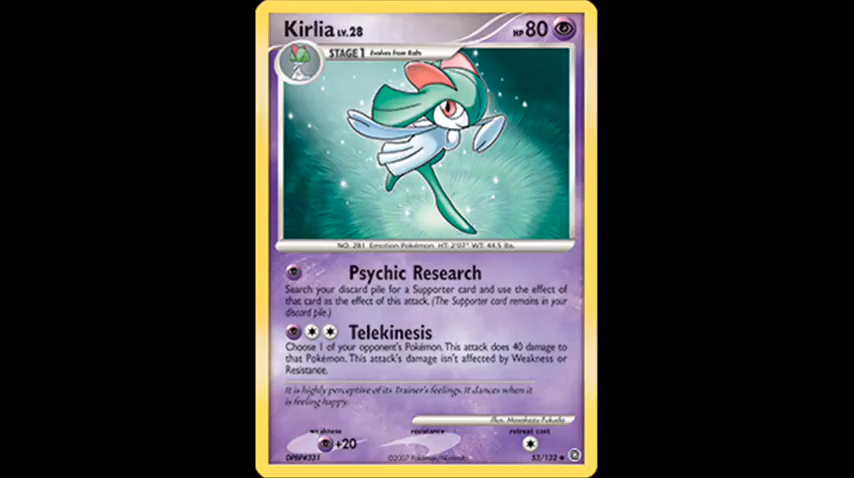 Kirlia LV.28 HP 80
STAGE 1 Evolves from Ralts
NO. 281 Emotion Pokémon. HT: 2'07" WT: 44.5 lbs.
Psychic Research
Search your discard pile for a Supporter card and use the effect of
that card as the effect of this attack. (The Supporter card remains in your
discard pile.)
Telekinesis
Choose 1 of your opponent's Pokémon. This attack does 40 damage to
that Pokémon. This attack's damage isn't affected by Weakness or
Resistance.
It is highly perceptive of its Trainer's feelings. It dances when it
is feeling happy.
Illus. Masakazu Fukuda
weakness resistance retreat cost
+20
DPBP#331 ©2007 Pokémon/Nintendo 53/132